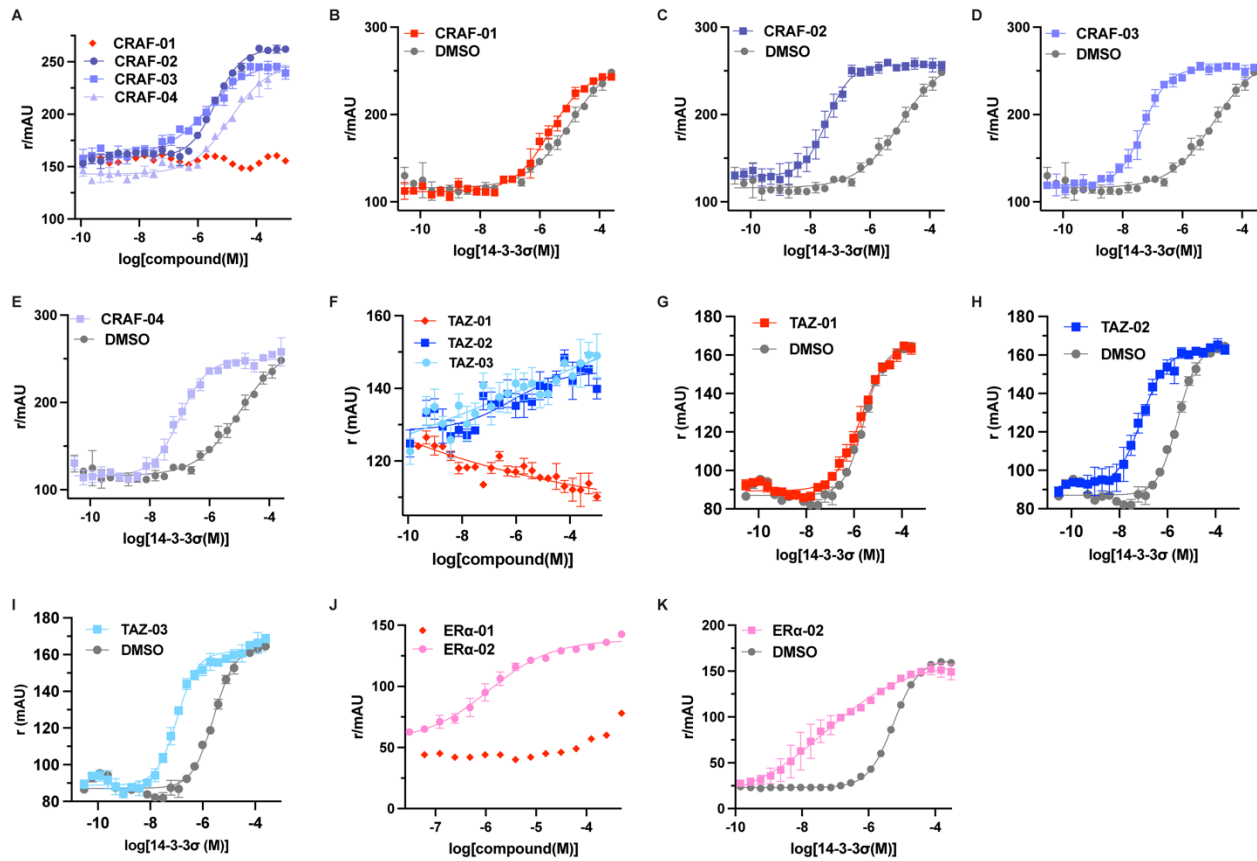 A
CRAF-01
CRAF-02
CRAF-03
CRAF-04
r/mAU
250
200
150
100
-10 -8 -6 -4
log[compound(M)]
B
CRAF-01
DMSO
r/mAU
300
200
100
-10 -8 -6 -4
log[14-3-3σ(M)]
C
CRAF-02
DMSO
r/mAU
300
200
100
-10 -8 -6 -4
log[14-3-3σ(M)]
D
CRAF-03
DMSO
r/mAU
300
200
100
-10 -8 -6 -4
log[14-3-3σ(M)]
E
CRAF-04
DMSO
r/mAU
300
200
100
-10 -8 -6 -4
log[14-3-3σ(M)]
F
TAZ-01
TAZ-02
TAZ-03
r (mAU)
160
140
120
-10 -8 -6 -4
log[compound(M)]
G
TAZ-01
DMSO
r (mAU)
180
160
140
120
100
80
-10 -8 -6 -4
log[14-3-3σ (M)]
H
TAZ-02
DMSO
r (mAU)
180
160
140
120
100
80
-10 -8 -6 -4
log[14-3-3σ (M)]
I
TAZ-03
DMSO
r (mAU)
180
160
140
120
100
80
-10 -8 -6 -4
log[14-3-3σ (M)]
J
ERα-01
ERα-02
r/mAU
150
100
50
0
-7 -6 -5 -4
log[compound(M)]
K
ERα-02
DMSO
r/mAU
200
150
100
50
0
-10 -8 -6 -4
log[14-3-3σ(M)]